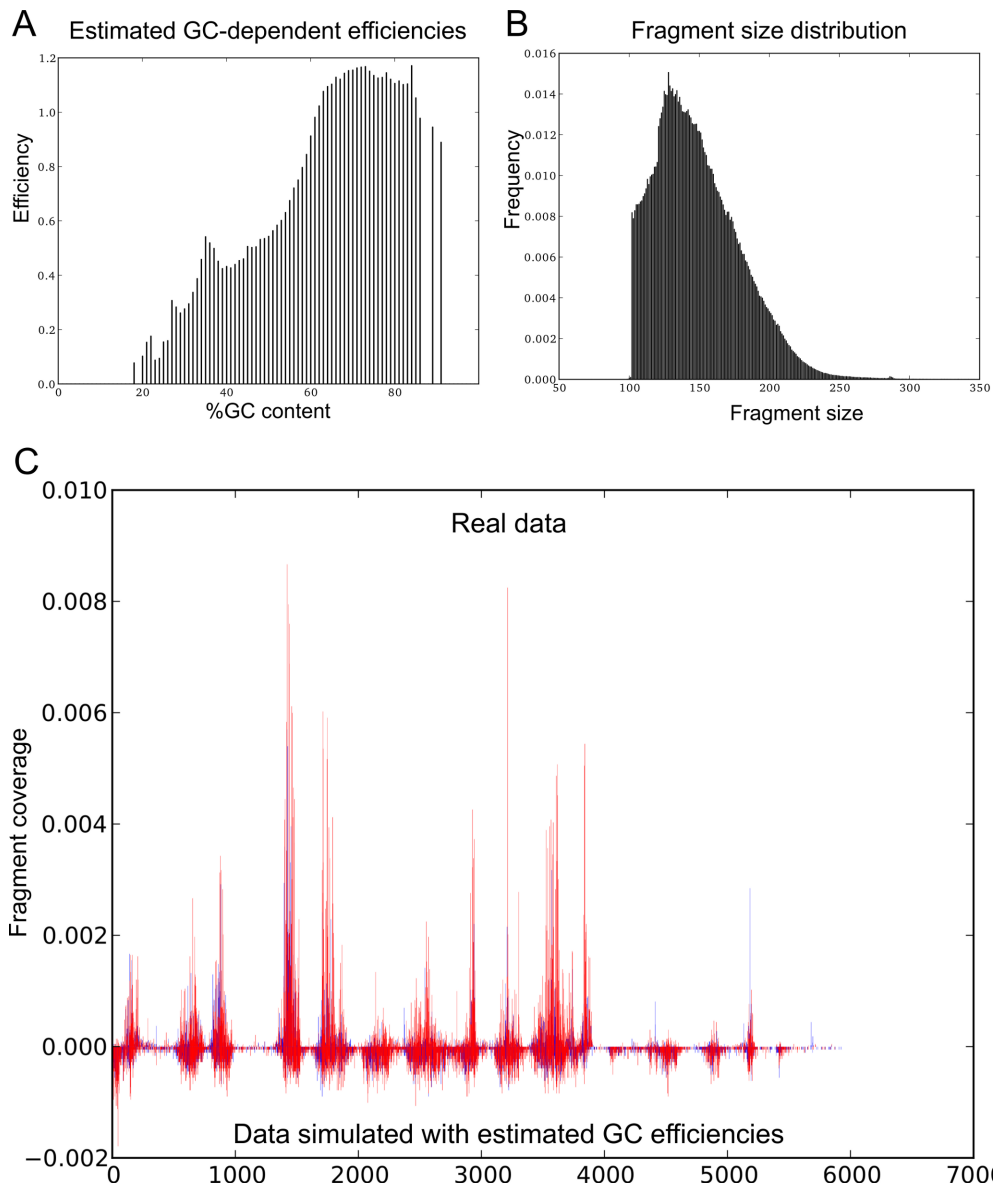 A Estimated GC-dependent efficiencies
Efficiency
1.2
1.0
0.8
0.6
0.4
0.2
0.0
0 20 40 60 80
%GC content
B Fragment size distribution
Frequency
0.016
0.014
0.012
0.010
0.008
0.006
0.004
0.002
0.000
50 100 150 200 250 300 350
Fragment size
C
Real data
Fragment coverage
0.010
0.008
0.006
0.004
0.002
0.000
−0.002
Data simulated with estimated GC efficiencies
0 1000 2000 3000 4000 5000 6000 7000